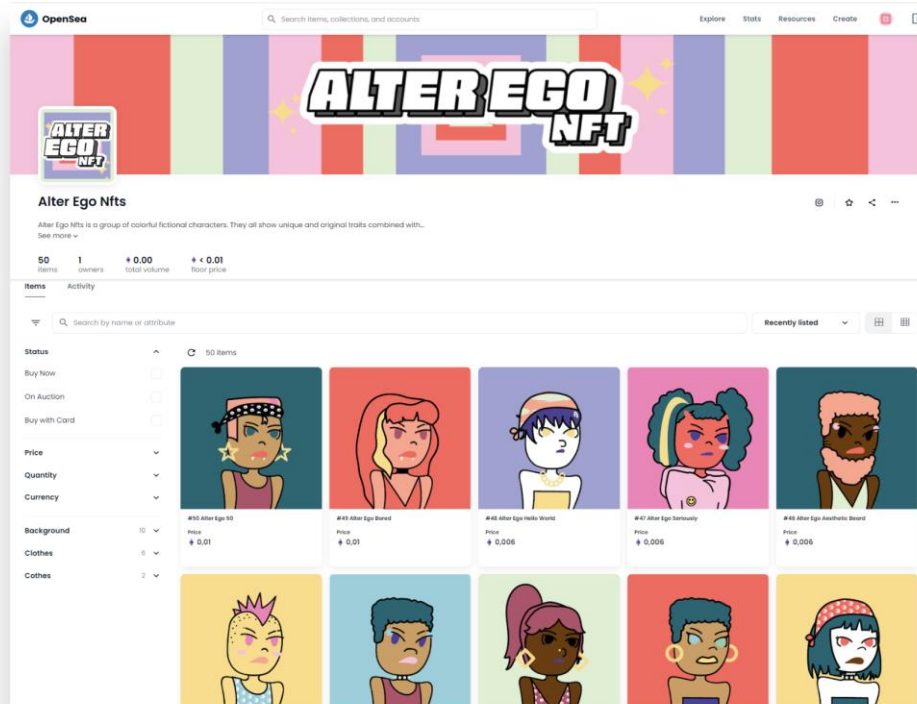 OpenSea
Search items, collections, and accounts
Explore Stats Resources Create
ALTER EGO
NFT
ALTER
EGO
NFT
Alter Ego Nfts
Alter Ego Nfts is a group of colorful fictional characters. They all show unique and original traits combined with...
See more
50 1 0.00 < 0.01
items owners total volume floor price
Items Activity
Search by name or attribute
Recently listed
Status
50 items
Buy Now
On Auction
Buy with Card
Price
Quantity
Currency
Background 10
Clothes 6
Cothes 2
#50 Alter Ego 50
Price
0,01
#49 Alter Ego Bored
Price
0,01
#48 Alter Ego Hello World
Price
0,006
#47 Alter Ego Seriously
Price
0,006
#46 Alter Ego Aesthetic Beard
Price
0,006